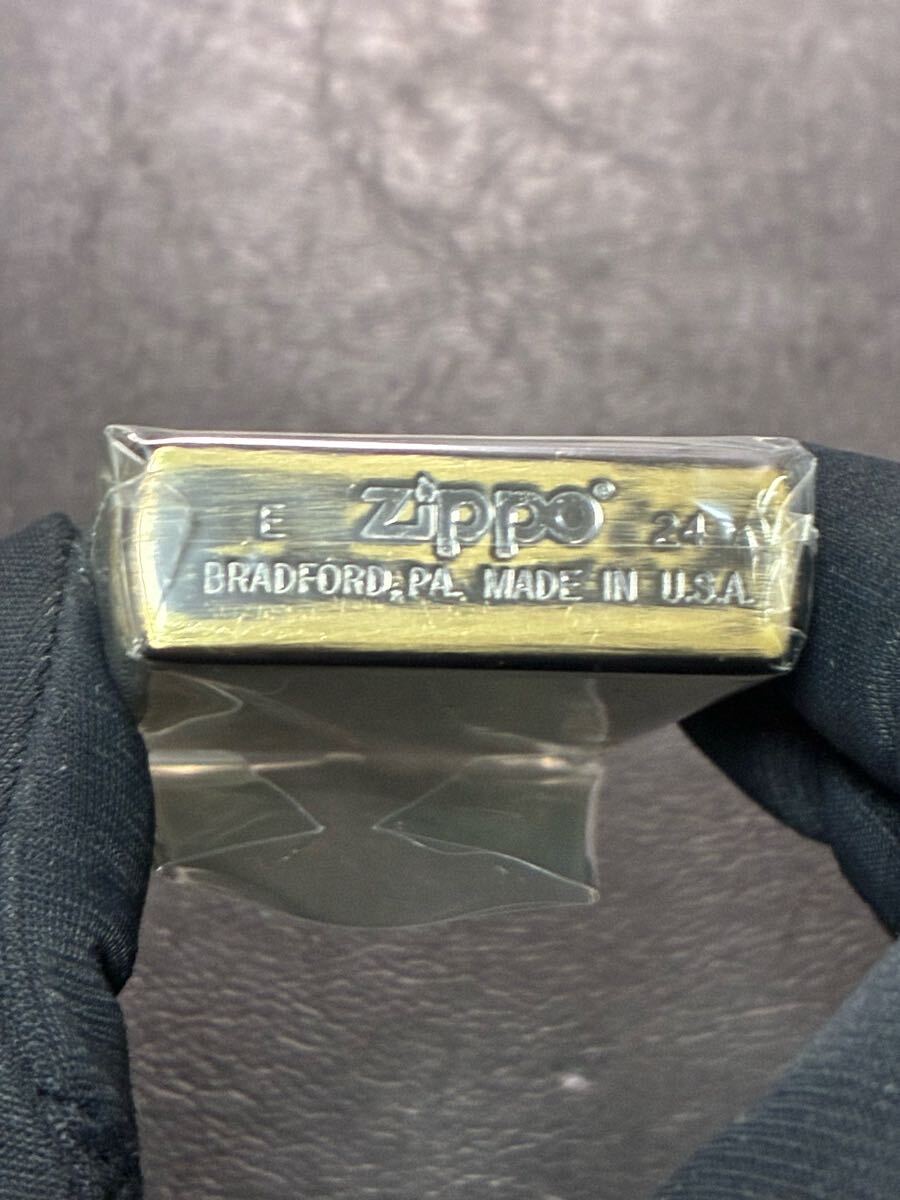 E zippo® 24
BRADFORD, PA. MADE IN U.S.A.